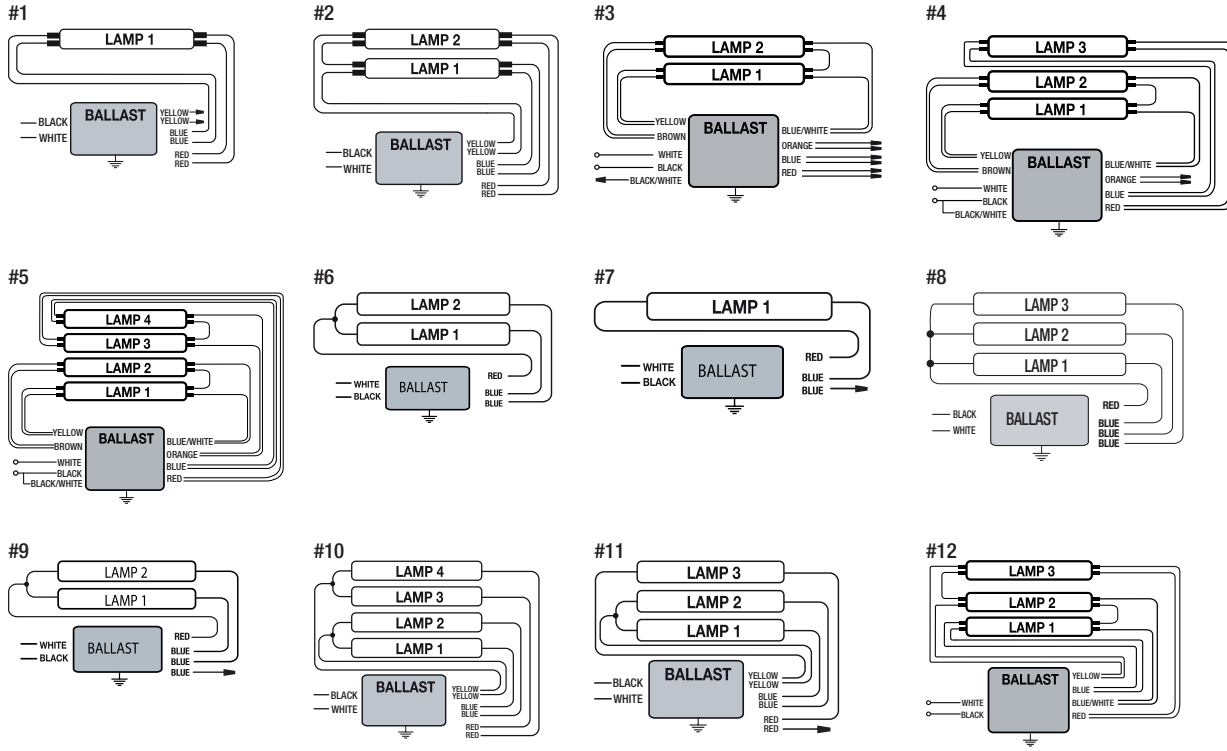 #1
LAMP 1
BALLAST
BLACK
WHITE
YELLOW
YELLOW
BLUE
BLUE
RED
RED
#2
LAMP 2
LAMP 1
BALLAST
BLACK
WHITE
YELLOW
YELLOW
BLUE
BLUE
RED
RED
#3
LAMP 2
LAMP 1
YELLOW
BROWN
WHITE
BLACK
BLACK/WHITE
BALLAST
BLUE/WHITE
ORANGE
BLUE
RED
#4
LAMP 3
LAMP 2
LAMP 1
YELLOW
BROWN
WHITE
BLACK
BLACK/WHITE
BALLAST
BLUE/WHITE
ORANGE
BLUE
RED
#5
LAMP 4
LAMP 3
LAMP 2
LAMP 1
YELLOW
BROWN
WHITE
BLACK
BLACK/WHITE
BALLAST
BLUE/WHITE
ORANGE
BLUE
RED
#6
LAMP 2
LAMP 1
WHITE
BLACK
BALLAST
RED
BLUE
BLUE
#7
LAMP 1
WHITE
BLACK
BALLAST
RED
BLUE
BLUE
#8
LAMP 3
LAMP 2
LAMP 1
BLACK
WHITE
BALLAST
RED
BLUE
BLUE
BLUE
#9
LAMP 2
LAMP 1
WHITE
BLACK
BALLAST
RED
BLUE
BLUE
BLUE
#10
LAMP 4
LAMP 3
LAMP 2
LAMP 1
BLACK
WHITE
BALLAST
YELLOW
YELLOW
BLUE
BLUE
RED
RED
#11
LAMP 3
LAMP 2
LAMP 1
BLACK
WHITE
BALLAST
YELLOW
YELLOW
BLUE
BLUE
RED
RED
#12
LAMP 3
LAMP 2
LAMP 1
WHITE
BLACK
BALLAST
YELLOW
BLUE
BLUE/WHITE
RED